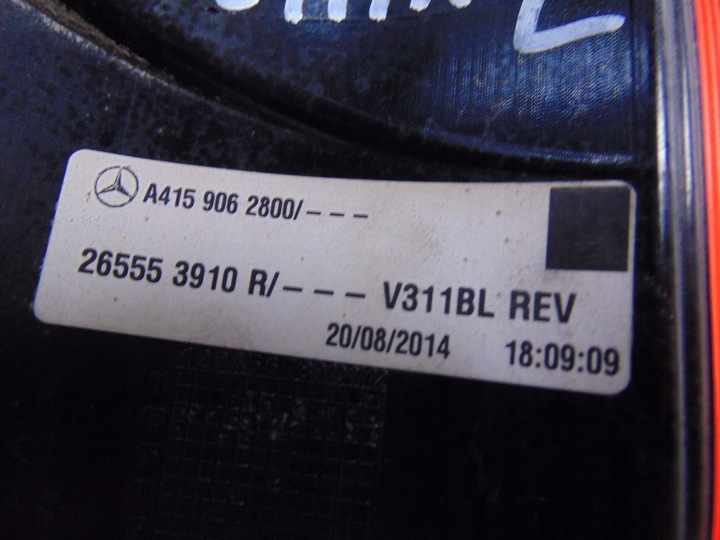 A415 906 2800/---
26555 3910 R/--- V311BL REV
20/08/2014 18:09:09